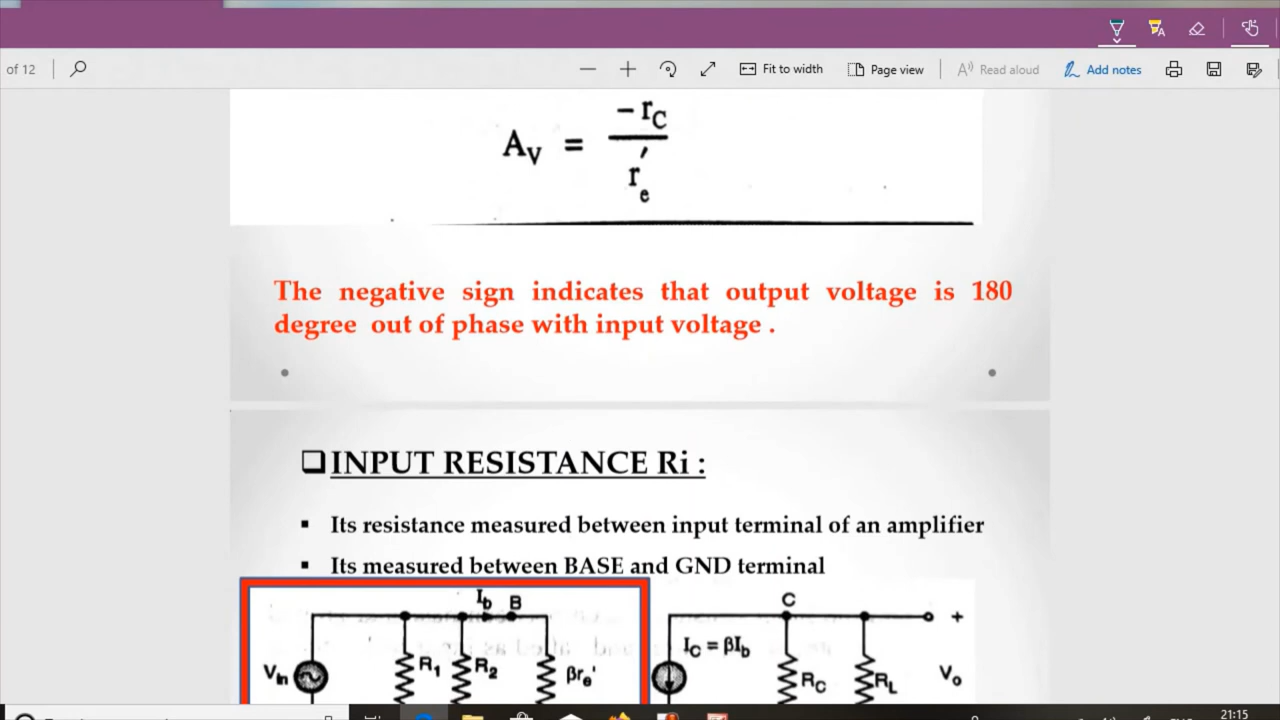 of 12
Fit to width
Page view
Read aloud
Add notes
A_V = -r_C / r_e'
The negative sign indicates that output voltage is 180
degree out of phase with input voltage .
INPUT RESISTANCE Ri :
▪ Its resistance measured between input terminal of an amplifier
▪ Its measured between BASE and GND terminal
I_b B
C
+
I_C = βI_b
V_in
R_1
R_2
βr_e'
R_C
R_L
V_o
21:15